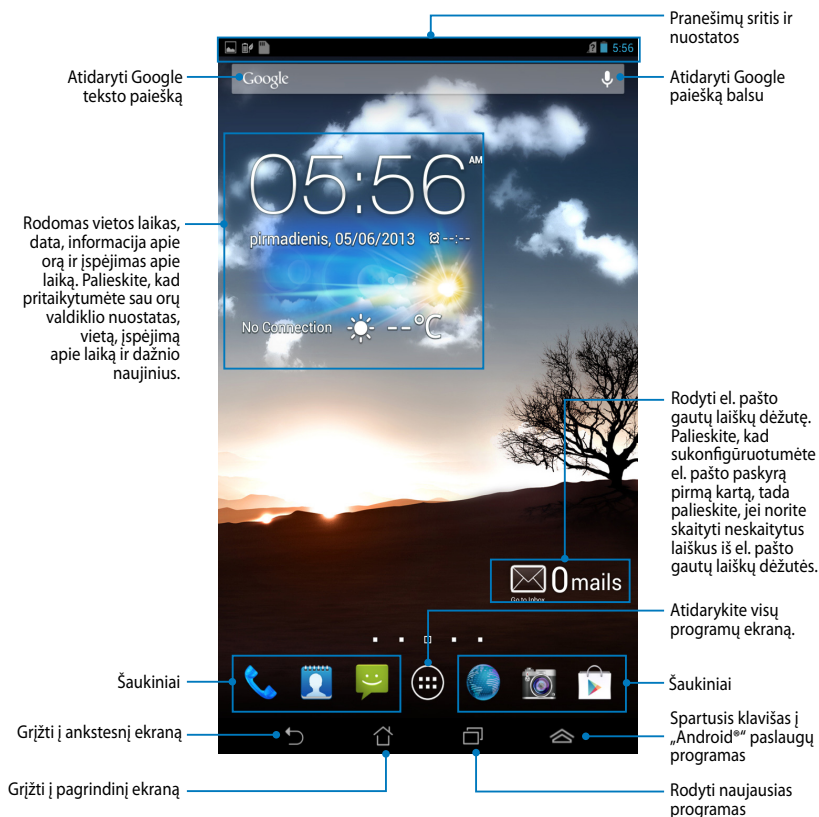 Pranešimų sritis ir
nuostatos
5:56
Atidaryti Google
teksto paiešką
Google
Atidaryti Google
paiešką balsu
05:56
AM
pirmadienis, 05/06/2013
--:--
No Connection
--°C
Rodomas vietos laikas,
data, informacija apie
orą ir įspėjimas apie
laiką. Palieskite, kad
pritaikytumėte sau orų
valdiklio nuostatas,
vietą, įspėjimą
apie laiką ir dažnio
naujinius.
Rodyti el. pašto
gautų laiškų dėžutę.
Palieskite, kad
sukonfigūruotumėte
el. pašto paskyrą
pirmą kartą, tada
palieskite, jei norite
skaityti neskaitytus
laiškus iš el. pašto
gautų laiškų dėžutės.
0 mails
Go to Inbox
Atidarykite visų
programų ekraną.
Šaukiniai
Šaukiniai
Grįžti į ankstesnį ekraną
Spartusis klavišas į
„Android®“ paslaugų
programas
Grįžti į pagrindinį ekraną
Rodyti naujausias
programas